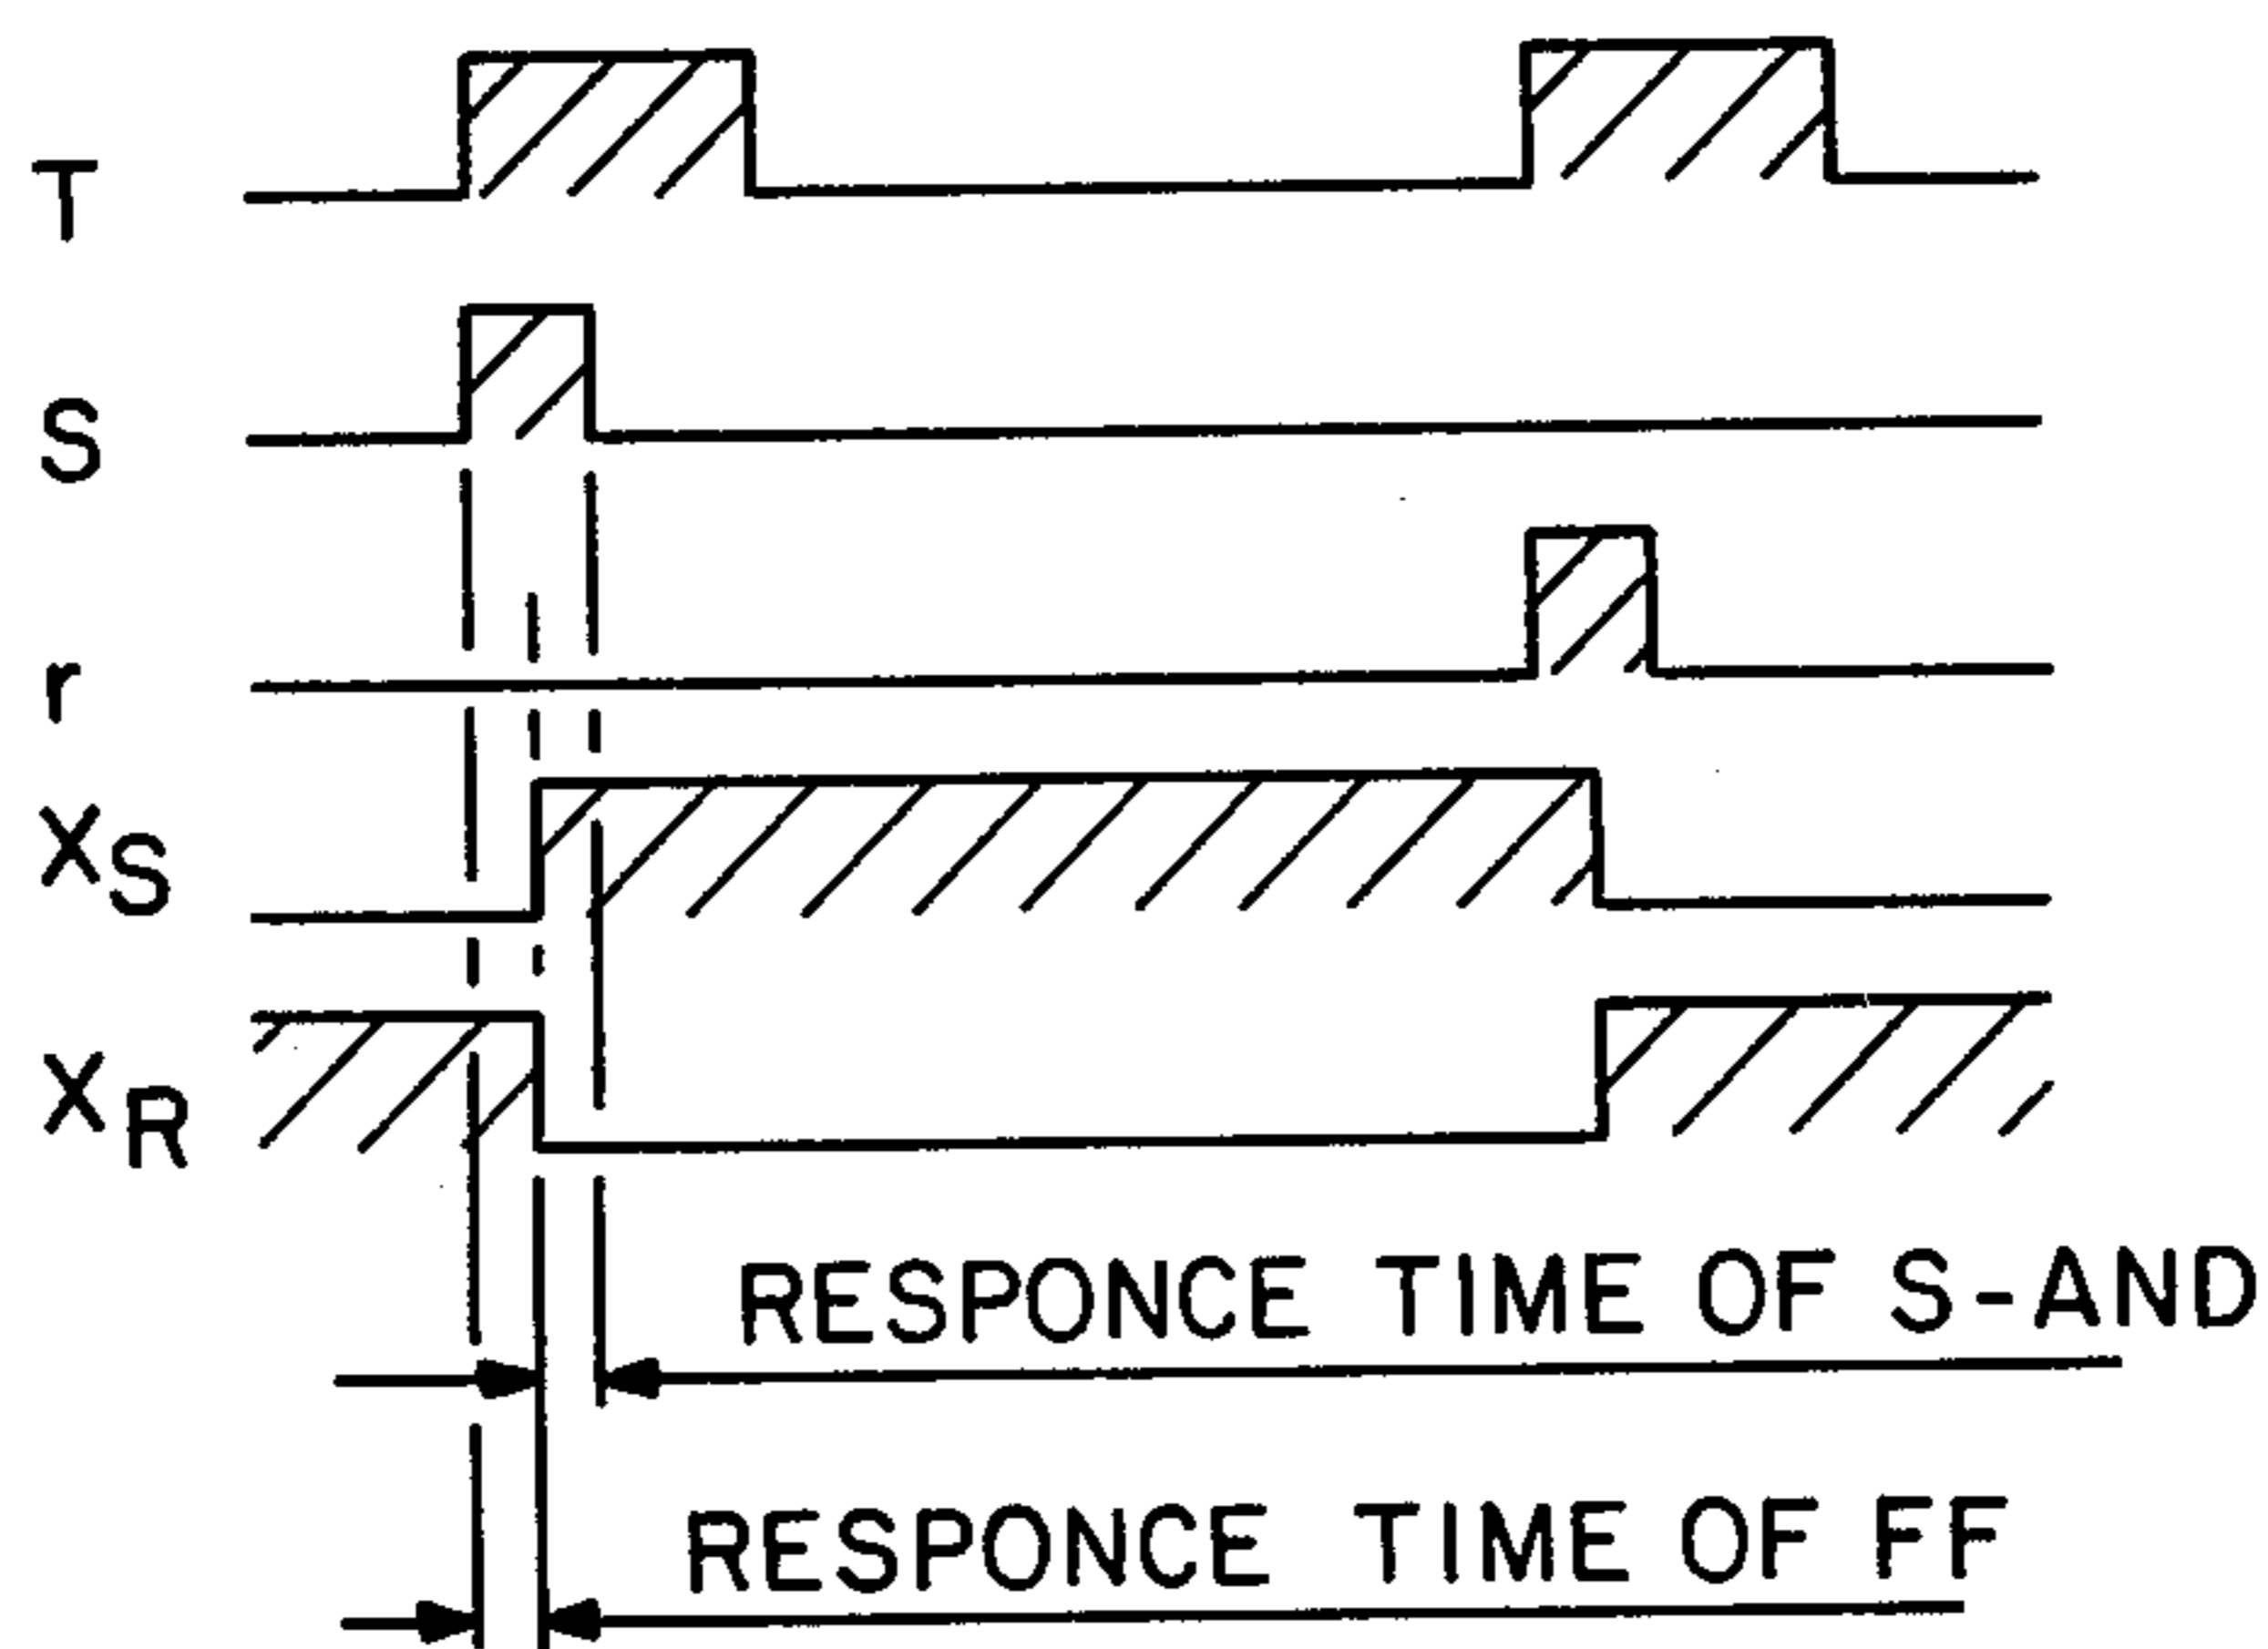 T
S
r
XS
XR
RESPONCE TIME OF S-AND
RESPONCE TIME OF FF